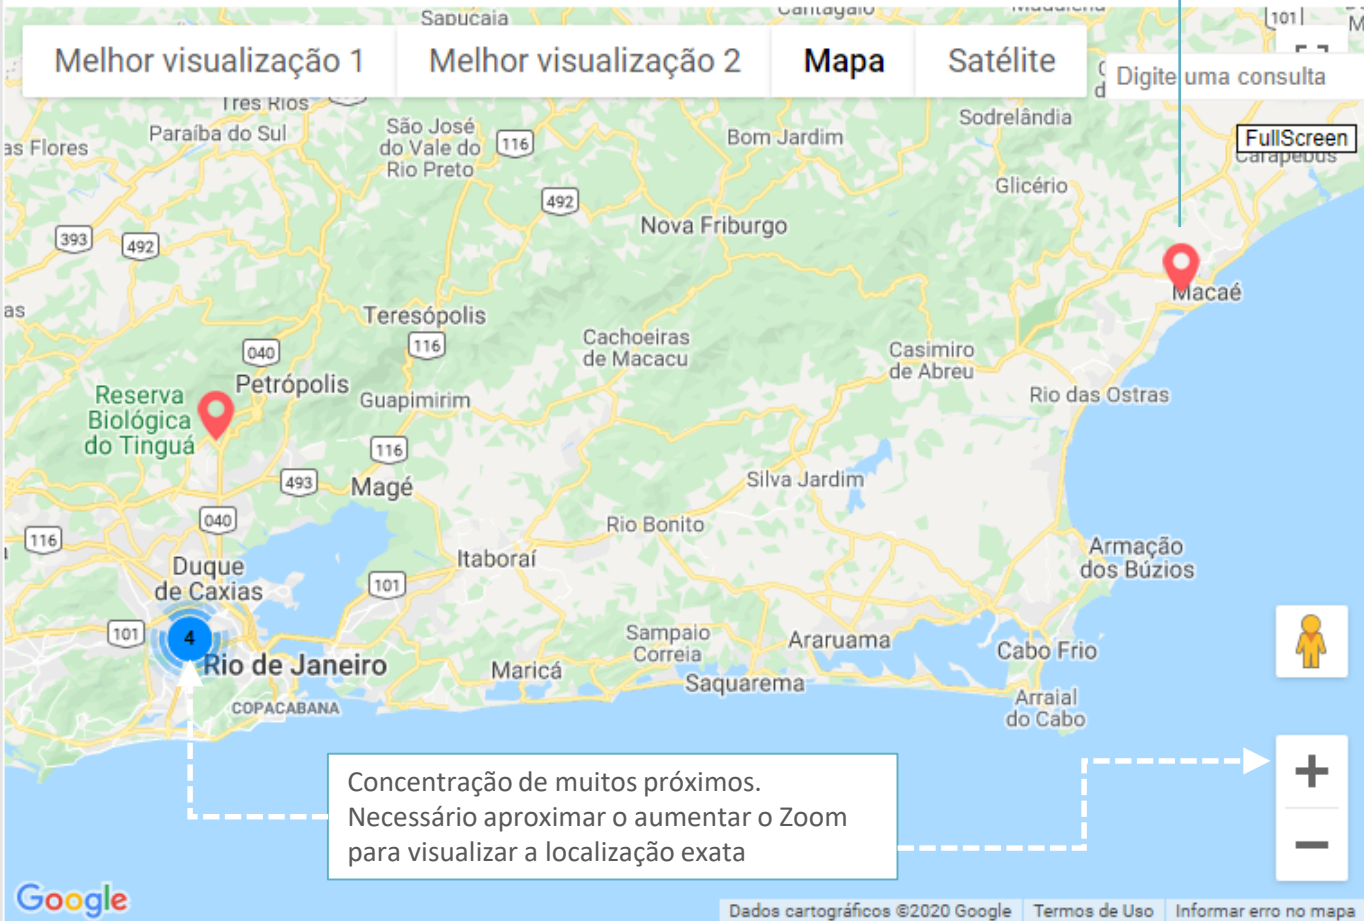 Sapucaia
Cantagalo
101
Melhor visualização 1
Melhor visualização 2
Mapa
Satélite
Digite uma consulta
Três Rios
Paraíba do Sul
as Flores
São José
do Vale do
Rio Preto
116
Bom Jardim
Sodrelândia
FullScreen
Carapebus
Glicério
492
Nova Friburgo
393
492
Macaé
as
Teresópolis
116
040
Cachoeiras
de Macacu
Casimiro
de Abreu
Petrópolis
Guapimirim
Rio das Ostras
Reserva
Biológica
do Tinguá
116
493
Magé
Silva Jardim
040
Rio Bonito
116
Itaboraí
Armação
dos Búzios
Duque
de Caxias
101
101
4
Rio de Janeiro
Sampaio
Correia
Araruama
Cabo Frio
Maricá
Saquarema
COPACABANA
Arraial
do Cabo
Concentração de muitos próximos.
Necessário aproximar o aumentar o Zoom
para visualizar a localização exata
+
−
Google
Dados cartográficos ©2020 Google
Termos de Uso
Informar erro no mapa